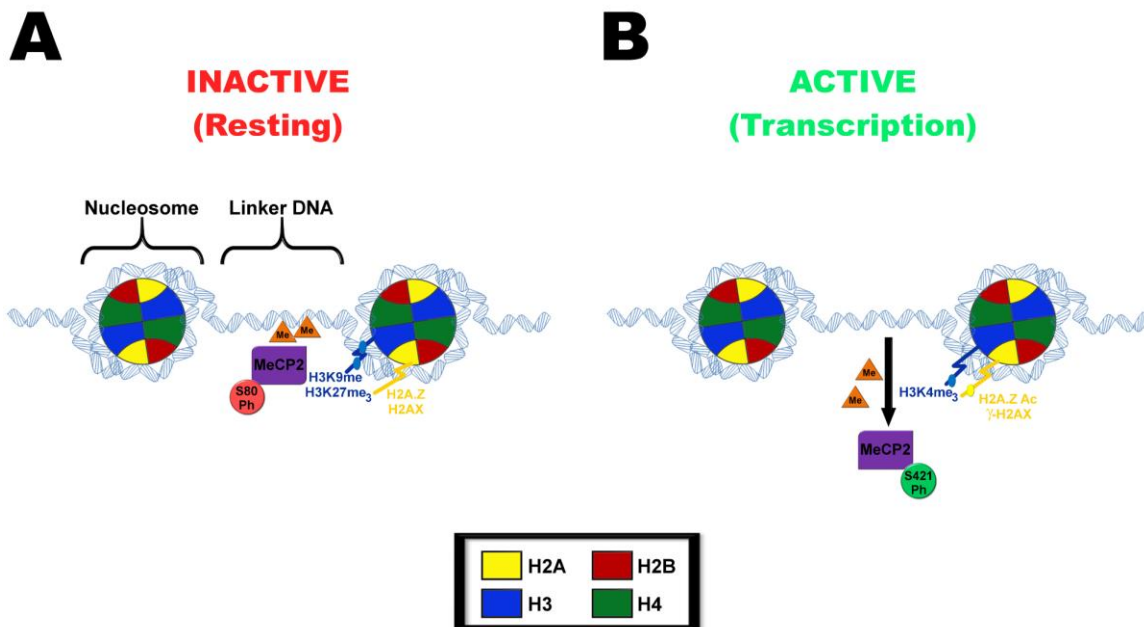 A
INACTIVE
(Resting)
Nucleosome
Linker DNA
Me
Me
MeCP2
S80
Ph
H3K9me
H3K27me3
H2A.Z
H2AX
B
ACTIVE
(Transcription)
Me
Me
MeCP2
S421
Ph
H3K4me3
H2A.Z Ac
γ-H2AX
H2A
H2B
H3
H4